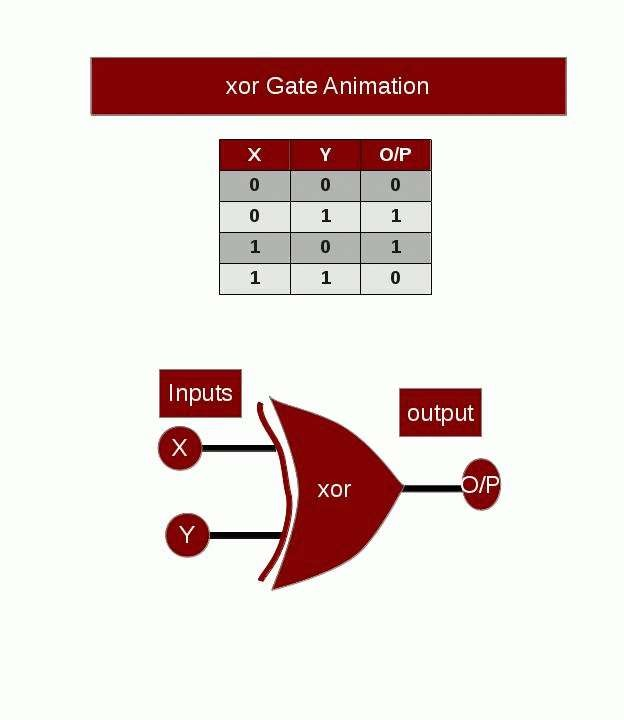 xor Gate Animation
X Y O/P
0 0 0
0 1 1
1 0 1
1 1 0
Inputs
output
X
xor
O/P
Y